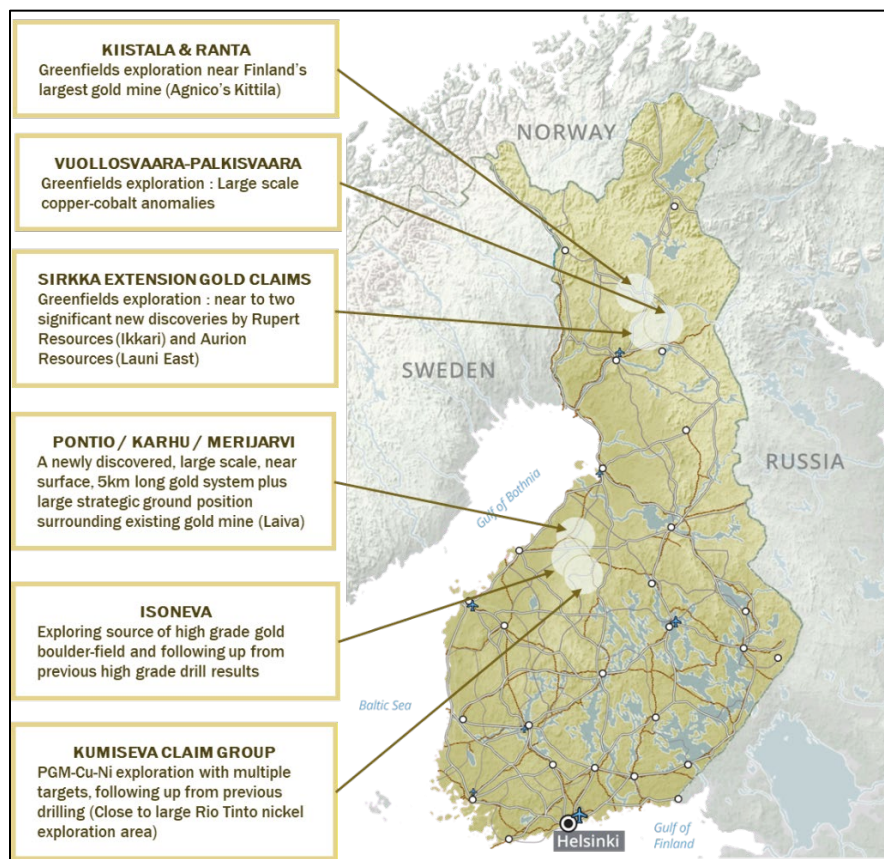 KIISTALA & RANTA
Greenfields exploration near Finland's
largest gold mine (Agnico's Kittila)
VUOLLOSVAARA-PALKISVAARA
Greenfields exploration : Large scale
copper-cobalt anomalies
SIRKKA EXTENSION GOLD CLAIMS
Greenfields exploration : near to two
significant new discoveries by Rupert
Resources (Ikkari) and Aurion
Resources (Launi East)
PONTIO / KARHU / MERIJARVI
A newly discovered, large scale, near
surface, 5km long gold system plus
large strategic ground position
surrounding existing gold mine (Laiva)
ISONEVA
Exploring source of high grade gold
boulder-field and following up from
previous high grade drill results
KUMISEVA CLAIM GROUP
PGM-Cu-Ni exploration with multiple
targets, following up from previous
drilling (Close to large Rio Tinto nickel
exploration area)
NORWAY
SWEDEN
RUSSIA
Gulf of Bothnia
Baltic Sea
Helsinki
Gulf of
Finland